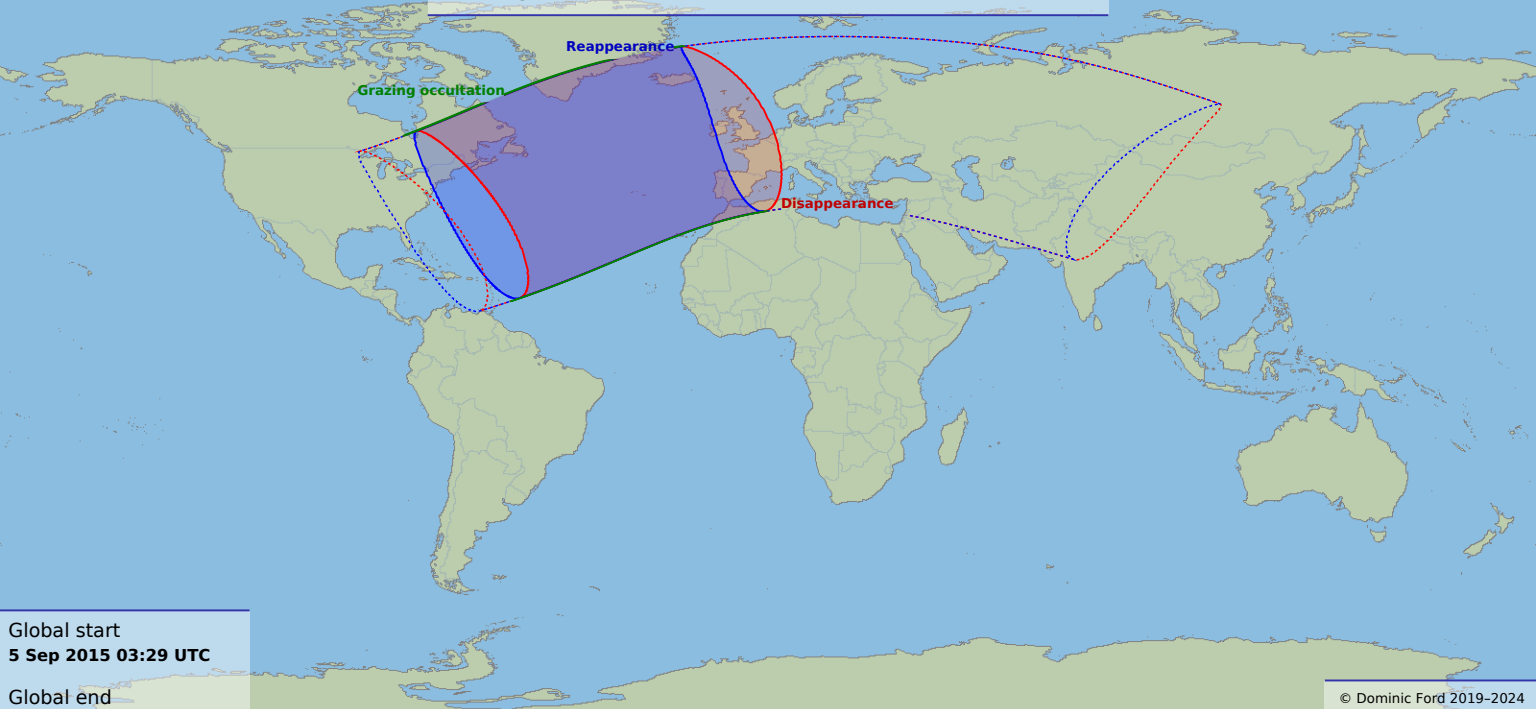 Reappearance
Grazing occultation
Disappearance
Global start
5 Sep 2015 03:29 UTC
Global end
© Dominic Ford 2019–2024